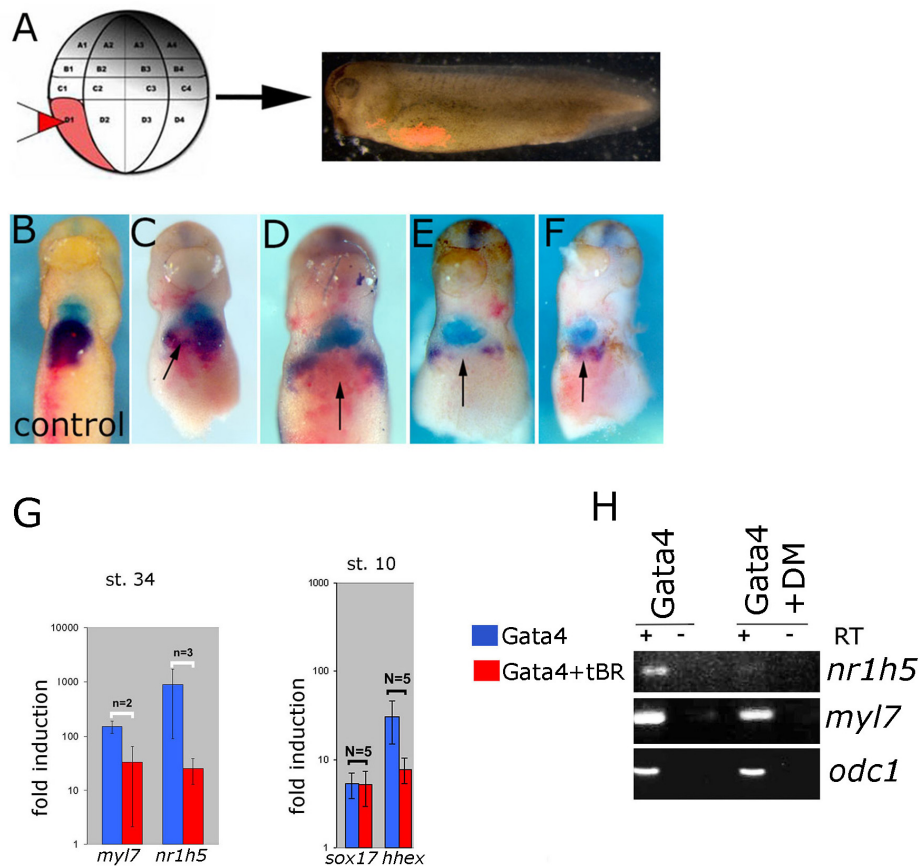 A
A1 A2 A3 A4
B1 B2 B3 B4
C1 C2 C3 C4
D1 D2 D3 D4
B C D E F
control
G
H
st. 34
st. 10
fold induction
10000
1000
100
10
1
n=2
n=3
myl7 nr1h5
fold induction
1000
100
10
1
N=5
N=5
sox17 hhex
Gata4
Gata4+tBR
Gata4
Gata4
+DM
+ - + - RT
nr1h5
myl7
odc1